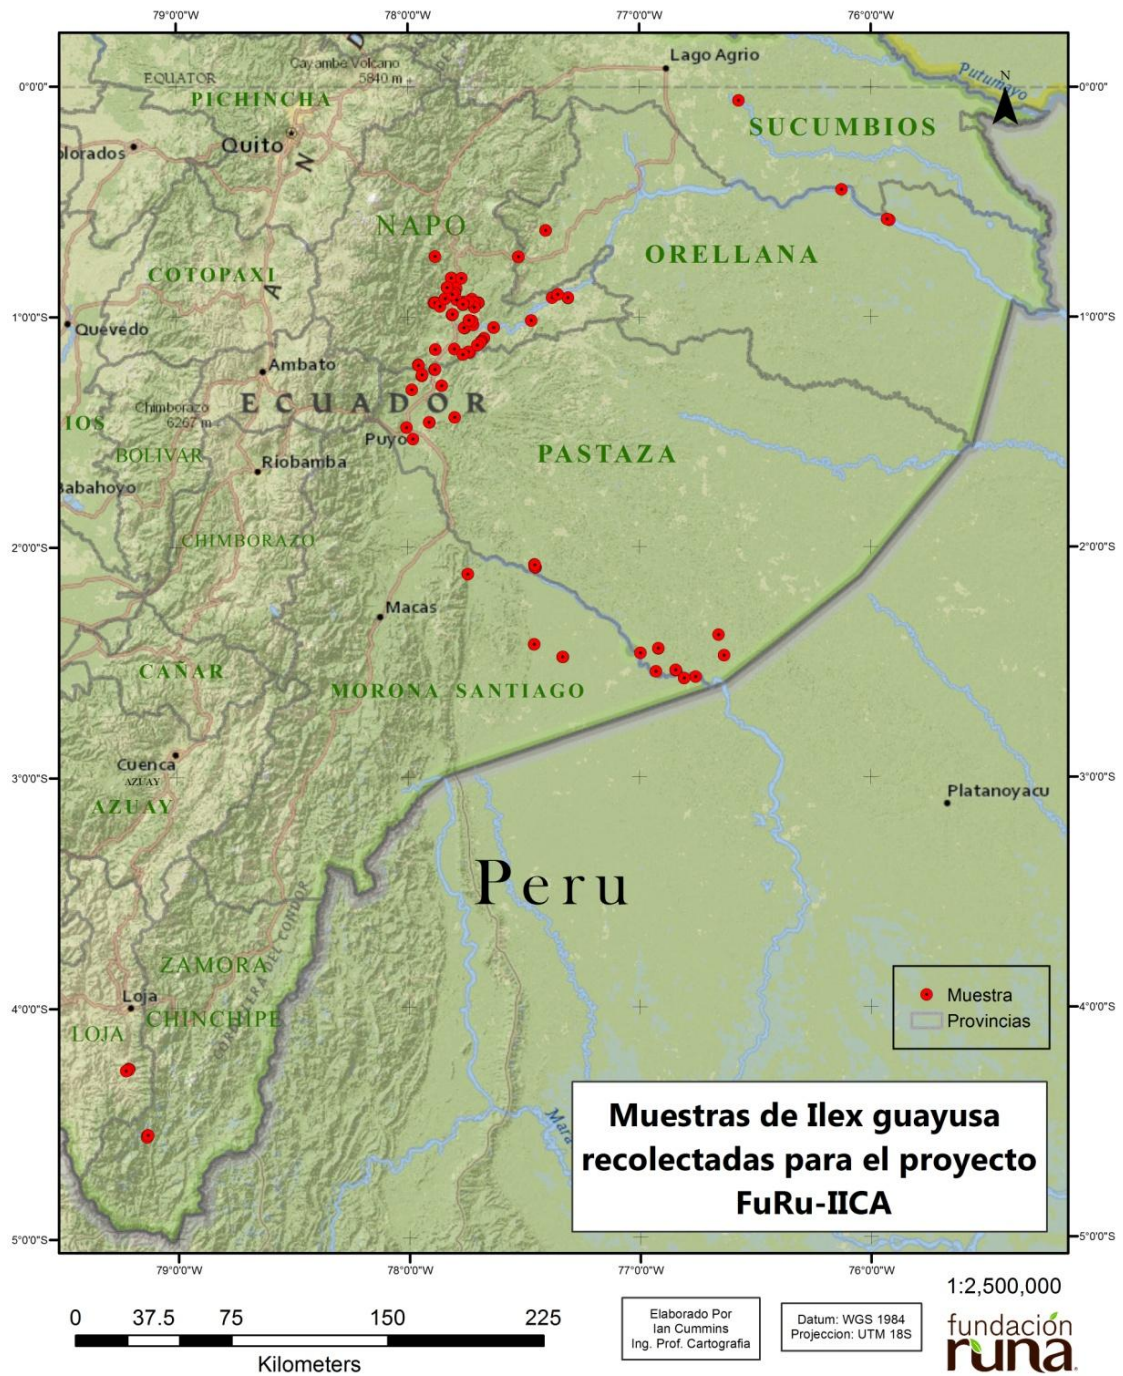 79°0'0"W 78°0'0"W 77°0'0"W 76°0'0"W
Lago Agrio
Cayambe Volcano
5840 m
Putumayo
N
EQUATOR
0°0'0"
0°0'0"
PICHINCHA
SUCUMBIOS
Quito
olorados
N
NAPO
ORELLANA
COTOPAXI
A
1°0'0"S
1°0'0"S
Quevedo
Ambato
ECUADOR
Chimborazo
6267 m
IOS
Puyo
BOLIVAR
PASTAZA
Riobamba
Babahoyo
CHIMBORAZO
2°0'0"S
2°0'0"S
Macas
CAÑAR
MORONA SANTIAGO
Cuenca
AZUAY
3°0'0"S
3°0'0"S
AZUAY
Platanoyacu
Peru
CORDILLERA DEL CONDOR
ZAMORA
Loja
CHINCHIPE
4°0'0"S
4°0'0"S
LOJA
Muestra
Provincias
Mara
Muestras de Ilex guayusa
recolectadas para el proyecto
FuRu-IICA
5°0'0"S
5°0'0"S
79°0'0"W 78°0'0"W 77°0'0"W 76°0'0"W
1:2,500,000
0 37.5 75 150 225
Kilometers
Elaborado Por
Ian Cummins
Ing. Prof. Cartografia
Datum: WGS 1984
Projeccion: UTM 18S
fundación
runa